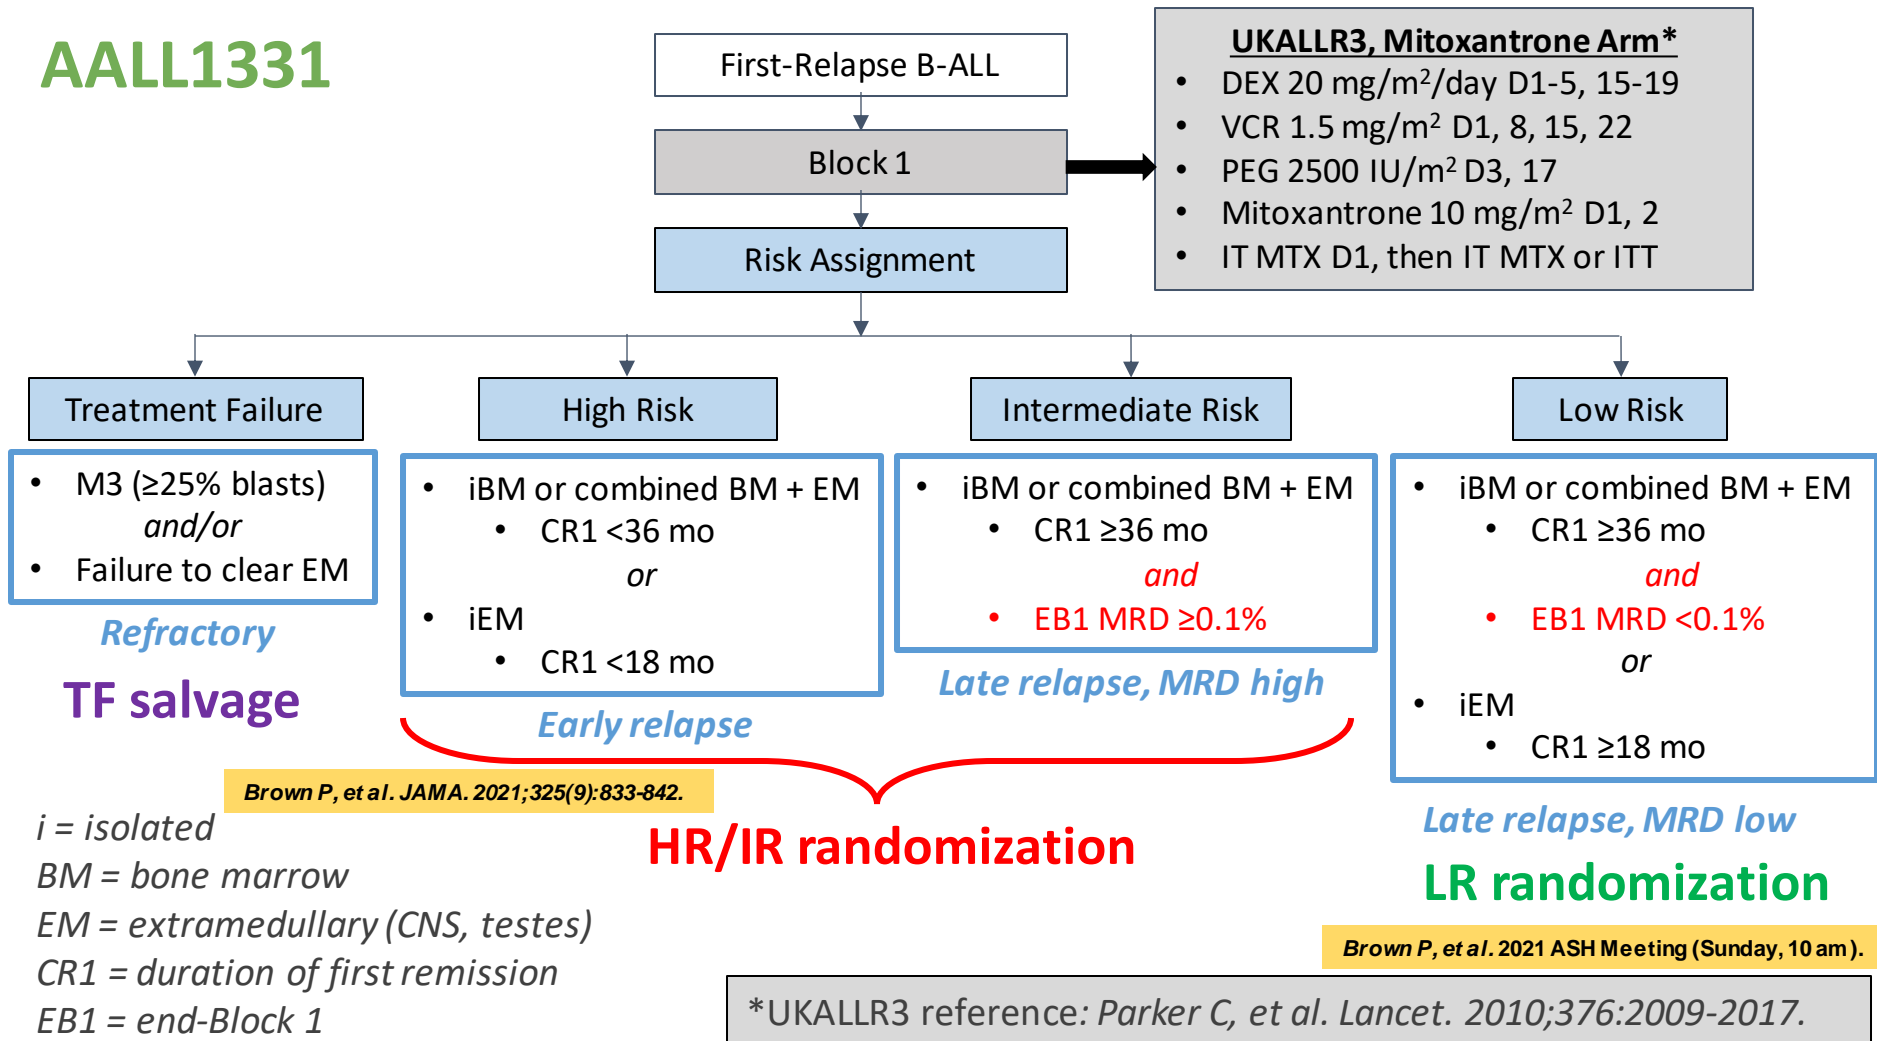 AALL1331
First-Relapse B-ALL
Block 1
Risk Assignment
UKALLR3, Mitoxantrone Arm*
• DEX 20 mg/m²/day D1-5, 15-19
• VCR 1.5 mg/m² D1, 8, 15, 22
• PEG 2500 IU/m² D3, 17
• Mitoxantrone 10 mg/m² D1, 2
• IT MTX D1, then IT MTX or ITT
Treatment Failure
• M3 (≥25% blasts)
and/or
• Failure to clear EM
Refractory
TF salvage
High Risk
• iBM or combined BM + EM
• CR1 <36 mo
or
• iEM
• CR1 <18 mo
Early relapse
Intermediate Risk
• iBM or combined BM + EM
• CR1 ≥36 mo
and
• EB1 MRD ≥0.1%
Late relapse, MRD high
Low Risk
• iBM or combined BM + EM
• CR1 ≥36 mo
and
• EB1 MRD <0.1%
or
• iEM
• CR1 ≥18 mo
Late relapse, MRD low
HR/IR randomization
LR randomization
Brown P, et al. JAMA. 2021;325(9):833-842.
Brown P, et al. 2021 ASH Meeting (Sunday, 10 am).
i = isolated
BM = bone marrow
EM = extramedullary (CNS, testes)
CR1 = duration of first remission
EB1 = end-Block 1
*UKALLR3 reference: Parker C, et al. Lancet. 2010;376:2009-2017.